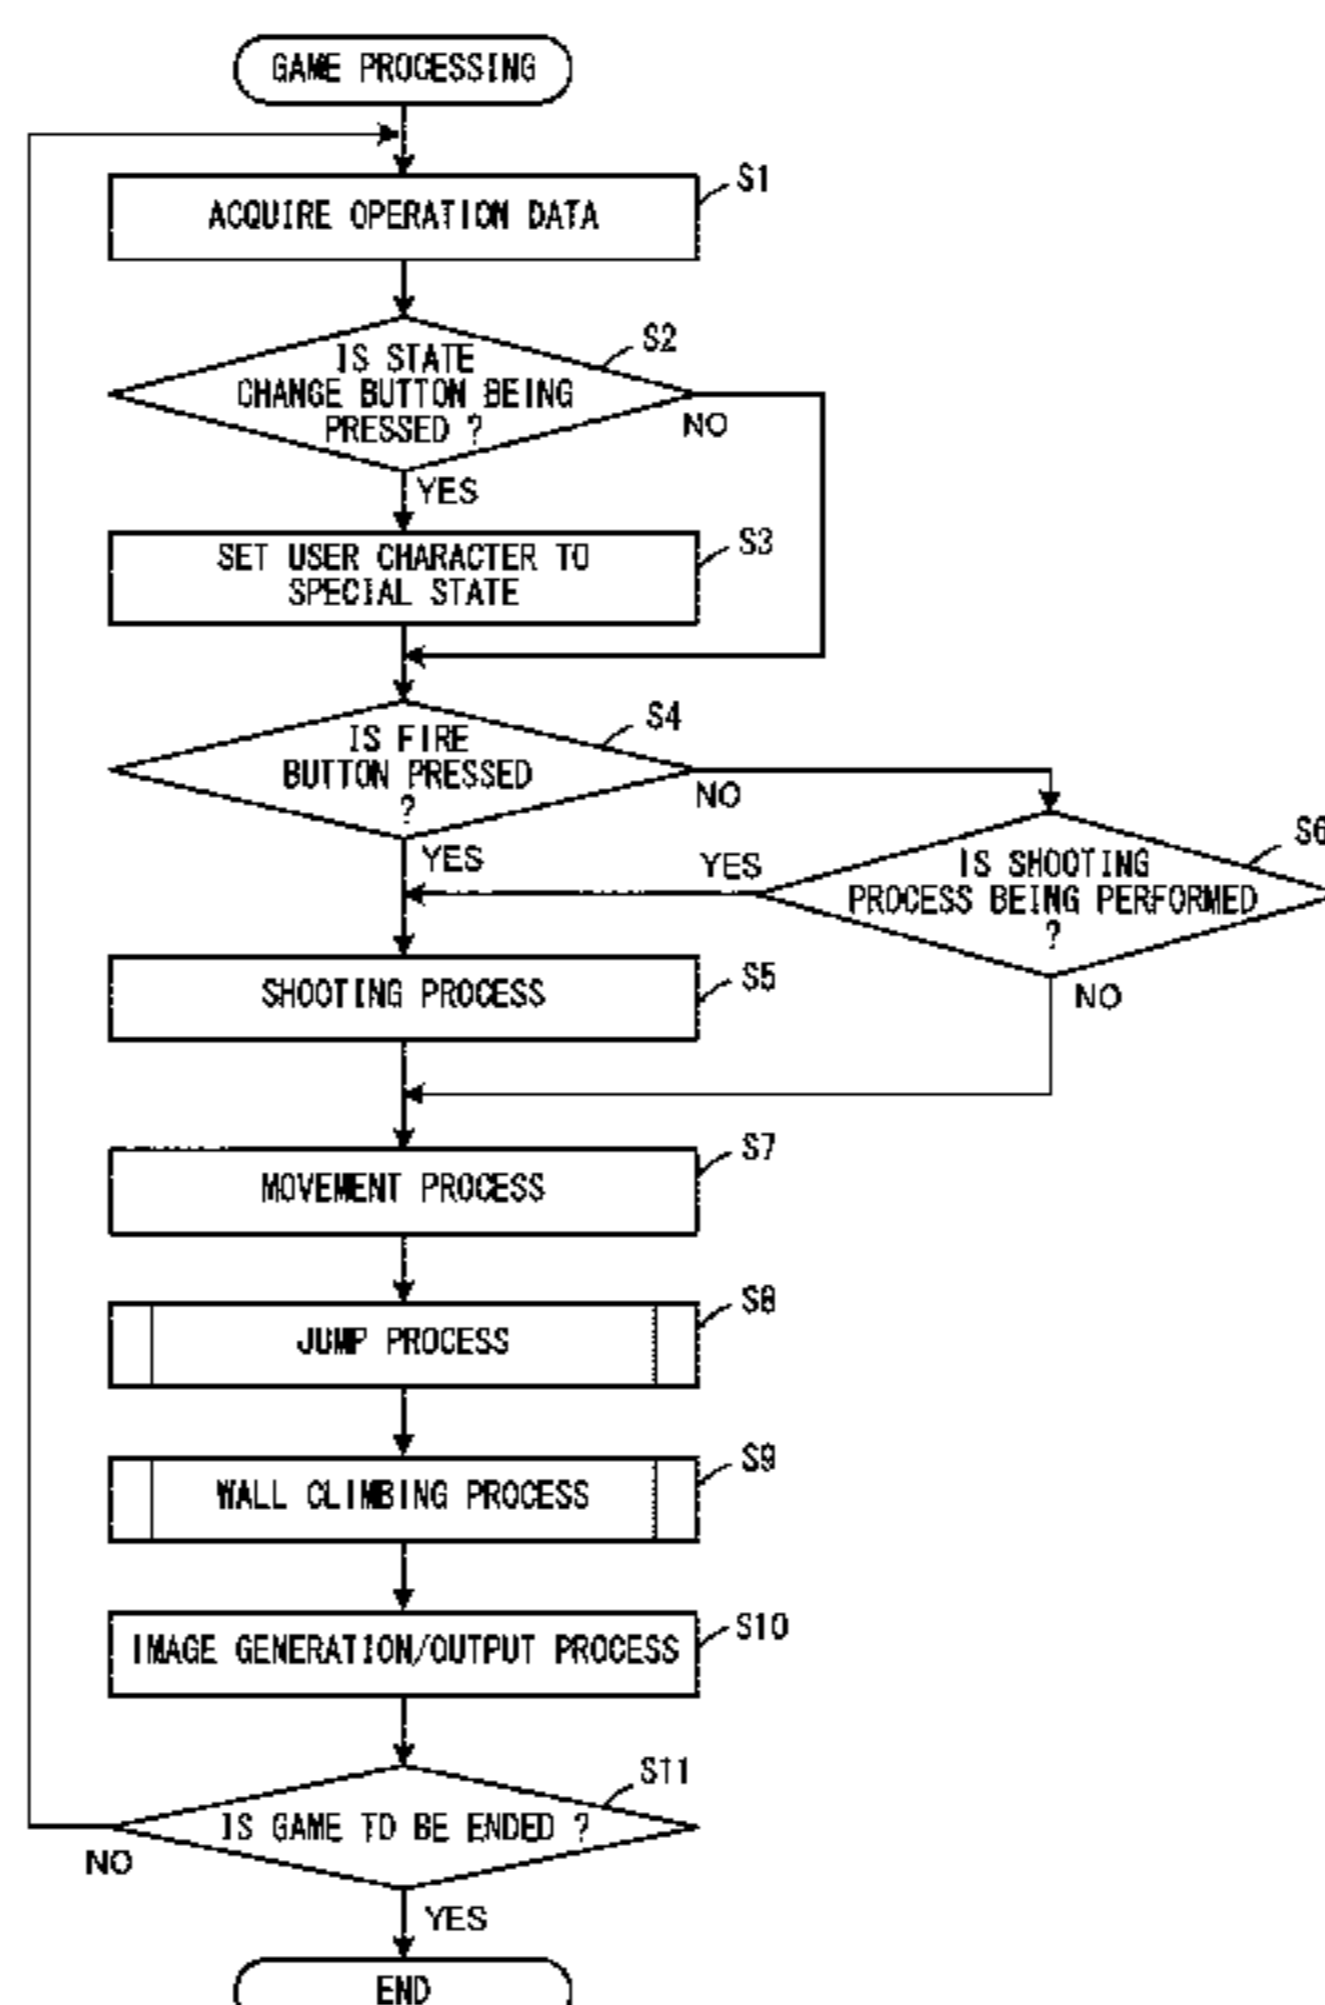 GAME PROCESSING
ACQUIRE OPERATION DATA
S1
IS STATE
CHANGE BUTTON BEING
PRESSED ?
S2
NO
YES
SET USER CHARACTER TO
SPECIAL STATE
S3
IS FIRE
BUTTON PRESSED
?
S4
NO
YES
IS SHOOTING
PROCESS BEING PERFORMED
?
S6
YES
NO
SHOOTING PROCESS
S5
MOVEMENT PROCESS
S7
JUMP PROCESS
S8
WALL CLIMBING PROCESS
S9
IMAGE GENERATION/OUTPUT PROCESS
S10
IS GAME TO BE ENDED ?
S11
NO
YES
END